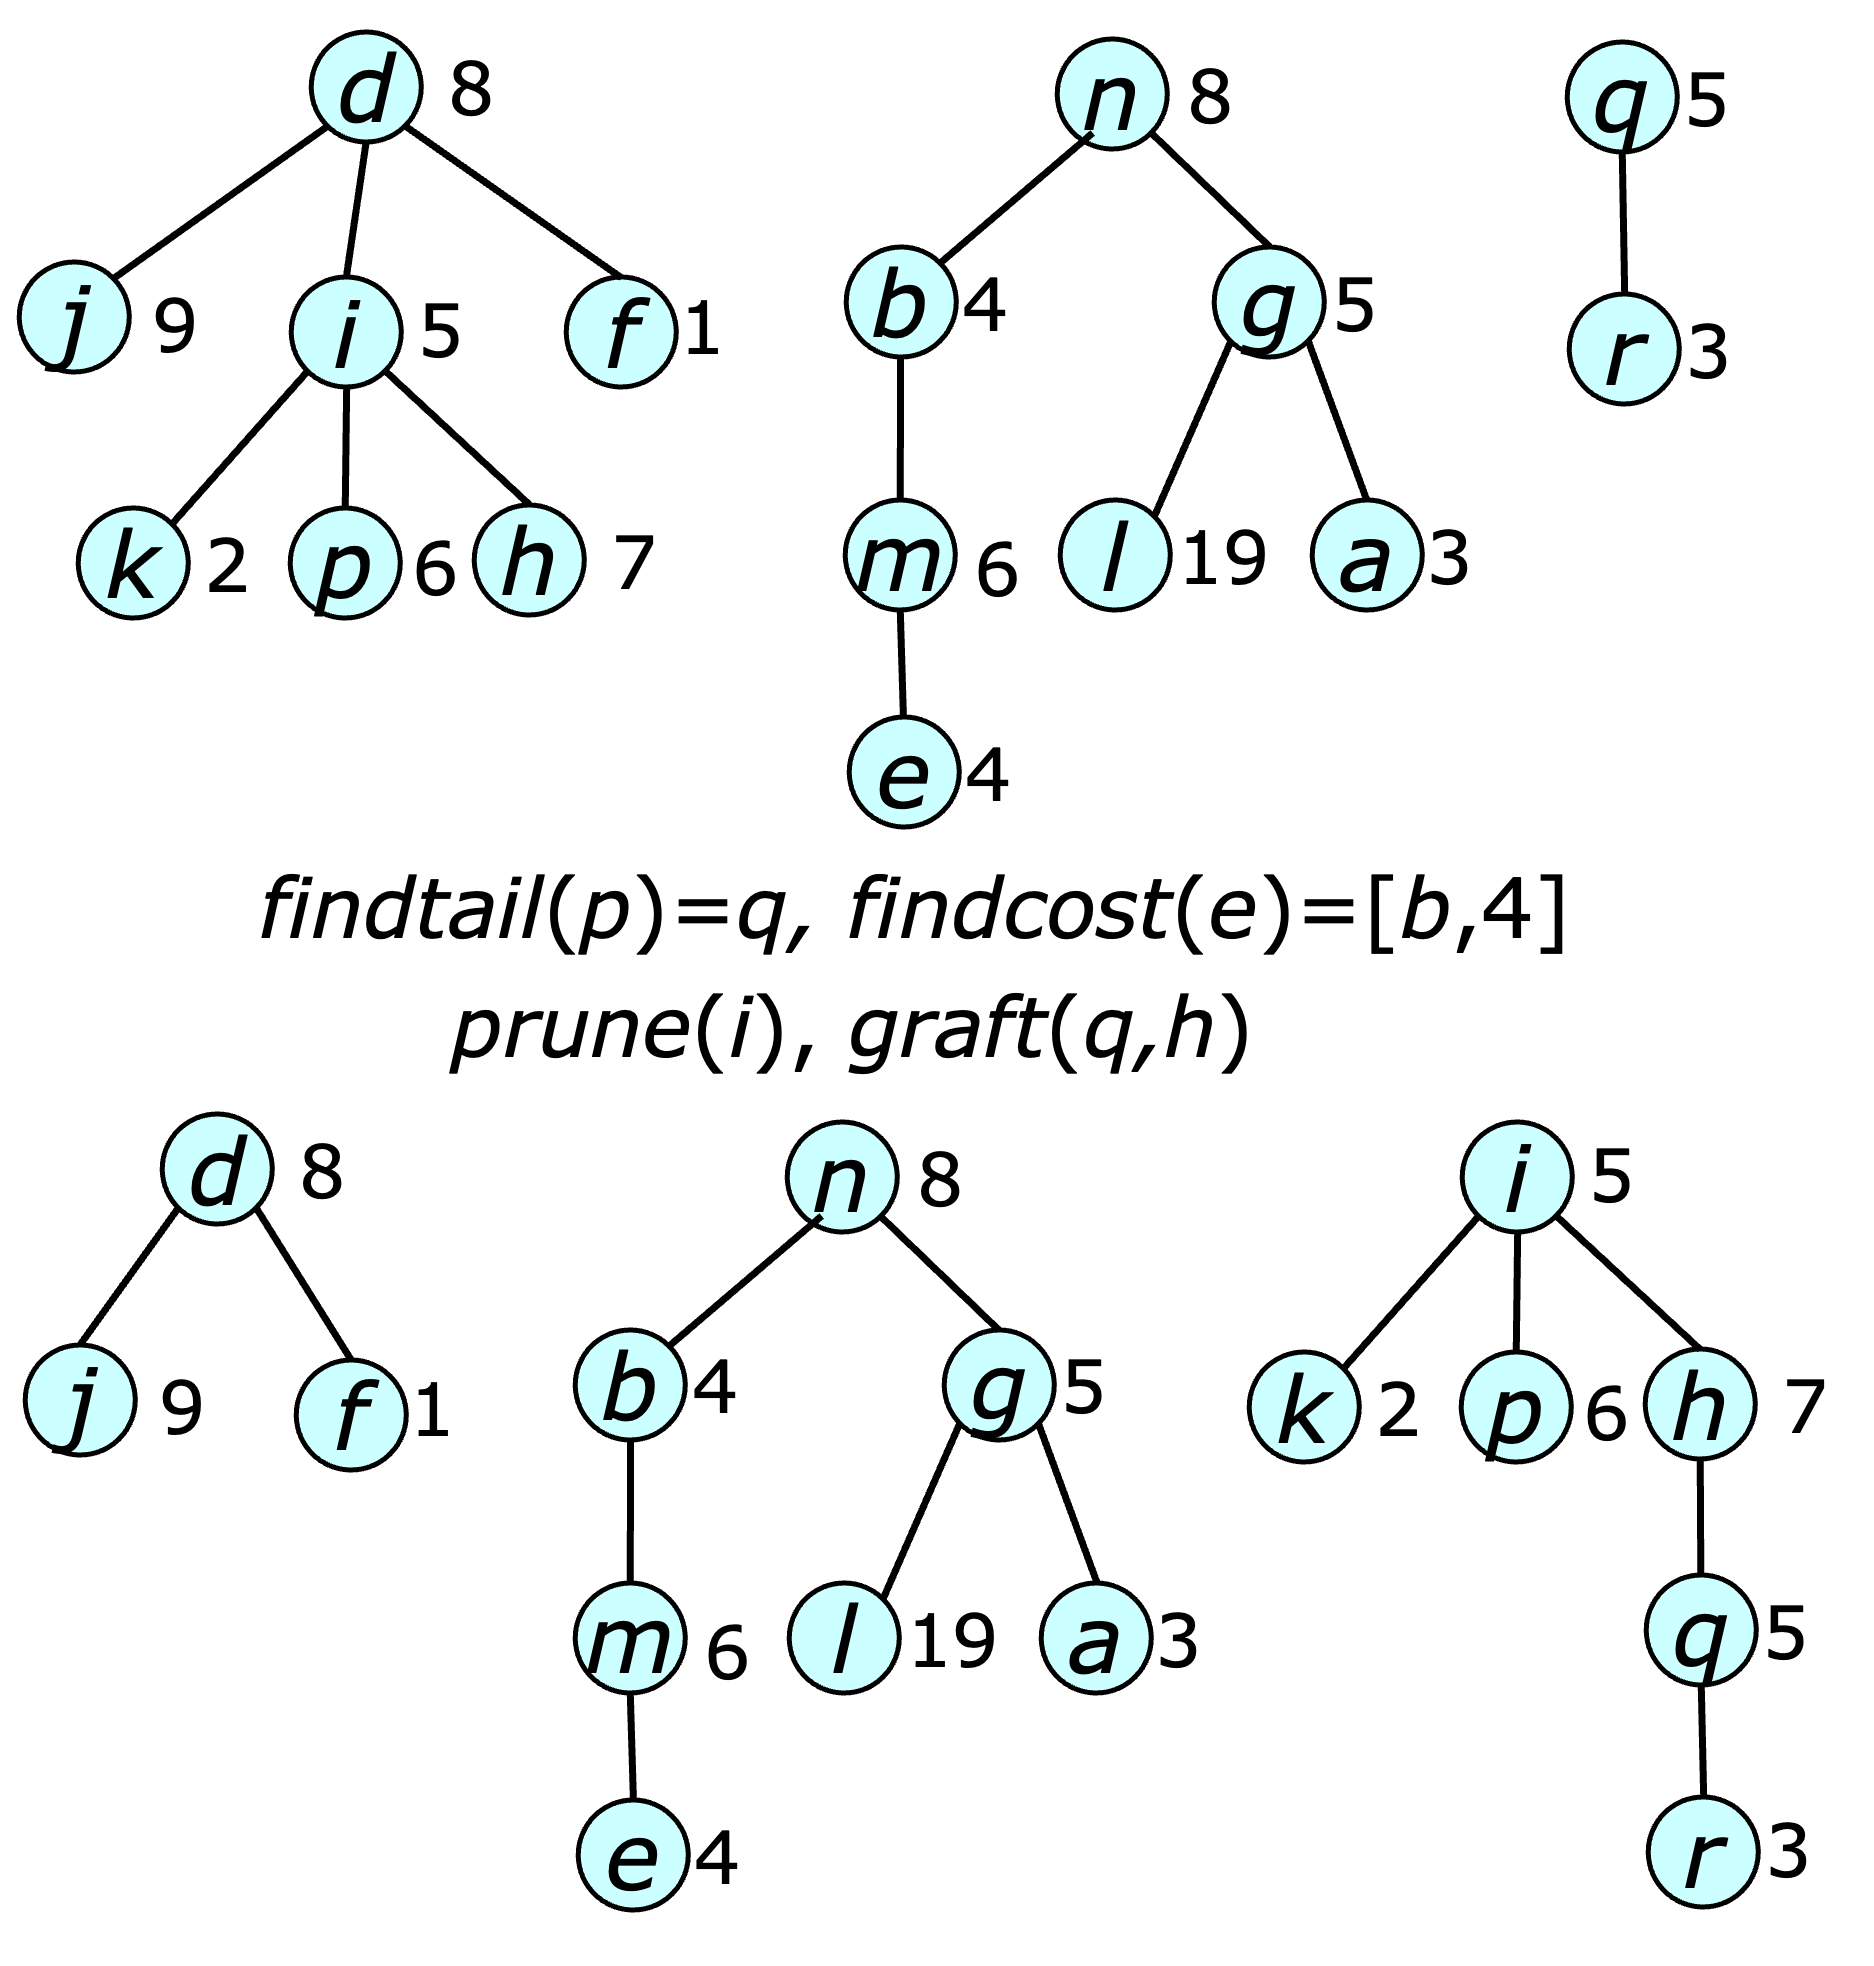 d 8 n 8 q 5
j 9 i 5 f 1 b 4 g 5 r 3
k 2 p 6 h 7 m 6 l 19 a 3
e 4
findtail(p)=q, findcost(e)=[b,4]
prune(i), graft(q,h)
d 8 n 8 i 5
j 9 f 1 b 4 g 5 k 2 p 6 h 7
m 6 l 19 a 3 q 5
e 4 r 3